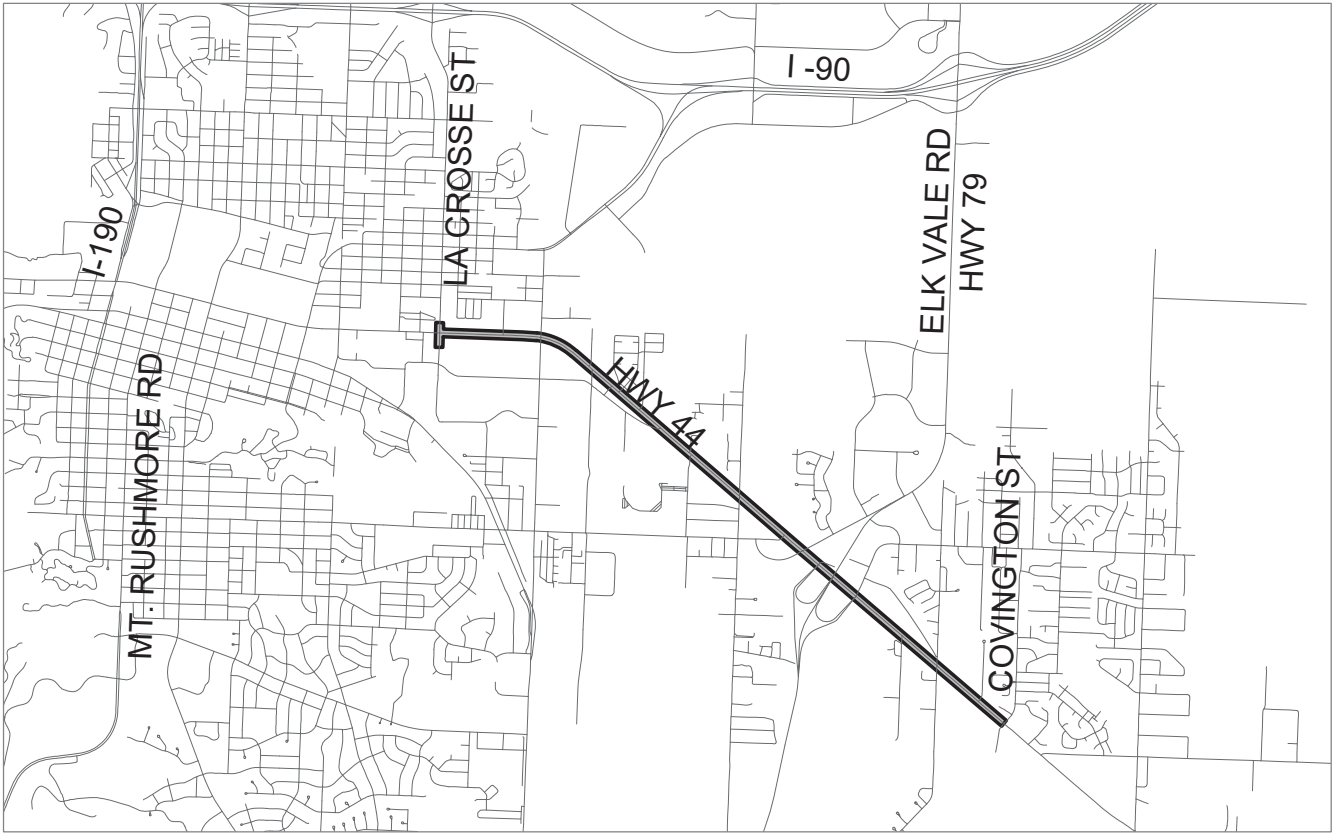 I -90
LA CROSSE ST
ELK VALE RD
HWY 79
I-190
HWY 44
MT. RUSHMORE RD
COVINGTON ST